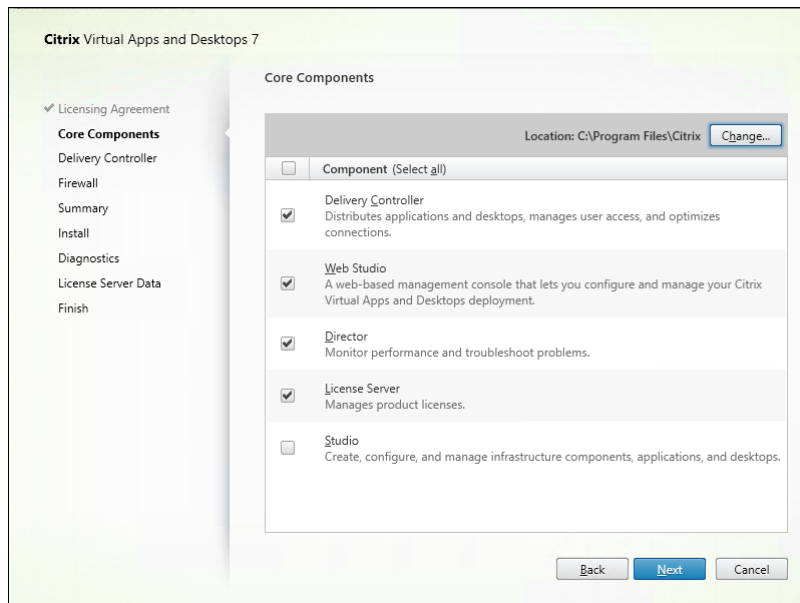 Citrix Virtual Apps and Desktops 7
Licensing Agreement
Core Components
Delivery Controller
Firewall
Summary
Install
Diagnostics
License Server Data
Finish
Core Components
Location: C:\Program Files\Citrix
Change...
Component (Select all)
Delivery Controller
Distributes applications and desktops, manages user access, and optimizes
connections.
Web Studio
A web-based management console that lets you configure and manage your Citrix
Virtual Apps and Desktops deployment.
Director
Monitor performance and troubleshoot problems.
License Server
Manages product licenses.
Studio
Create, configure, and manage infrastructure components, applications, and desktops.
Back
Next
Cancel